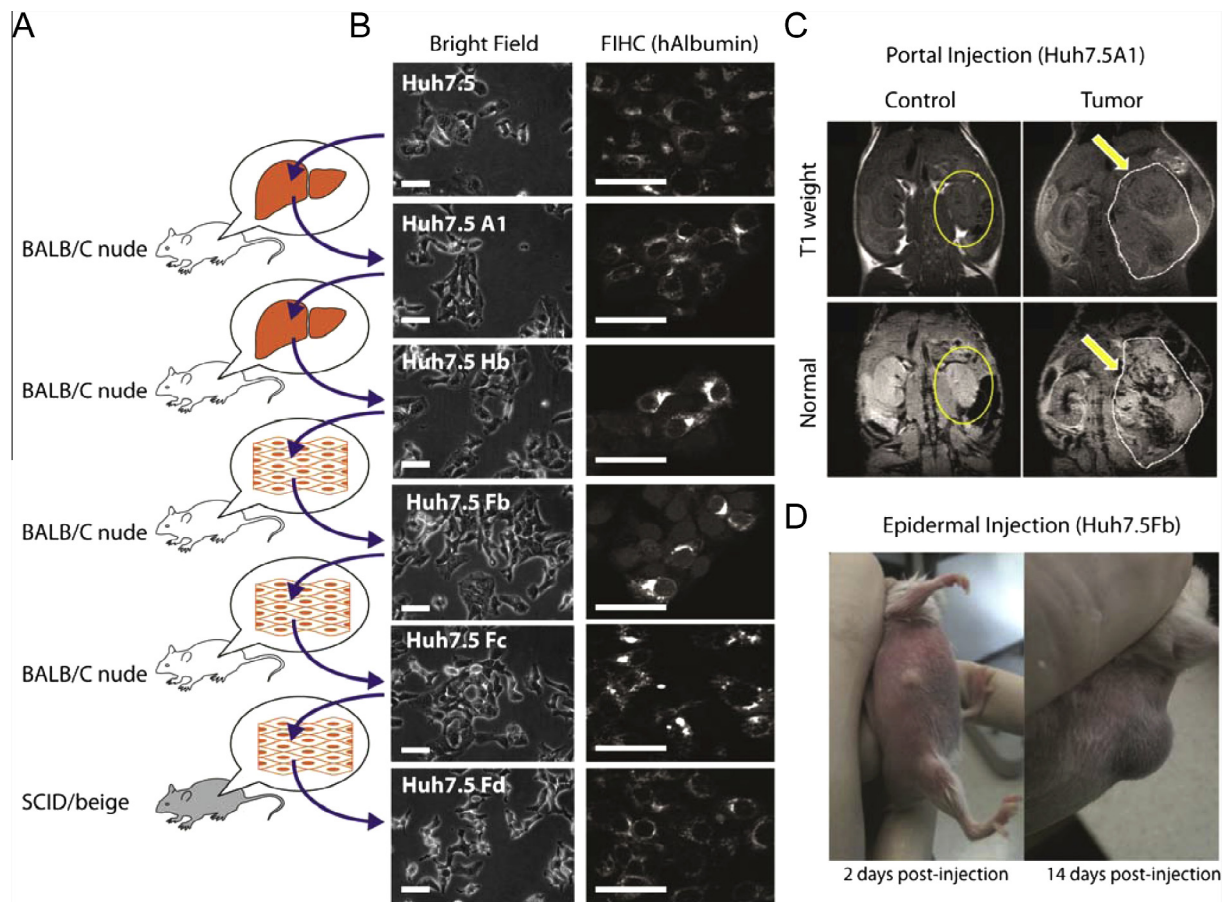 A
BALB/C nude
BALB/C nude
BALB/C nude
BALB/C nude
SCID/beige
B
Bright Field
FIHC (hAlbumin)
Huh7.5
Huh7.5 A1
Huh7.5 Hb
Huh7.5 Fb
Huh7.5 Fc
Huh7.5 Fd
C
Portal Injection (Huh7.5A1)
Control
Tumor
T1 weight
Normal
D
Epidermal Injection (Huh7.5Fb)
2 days post-injection
14 days post-injection